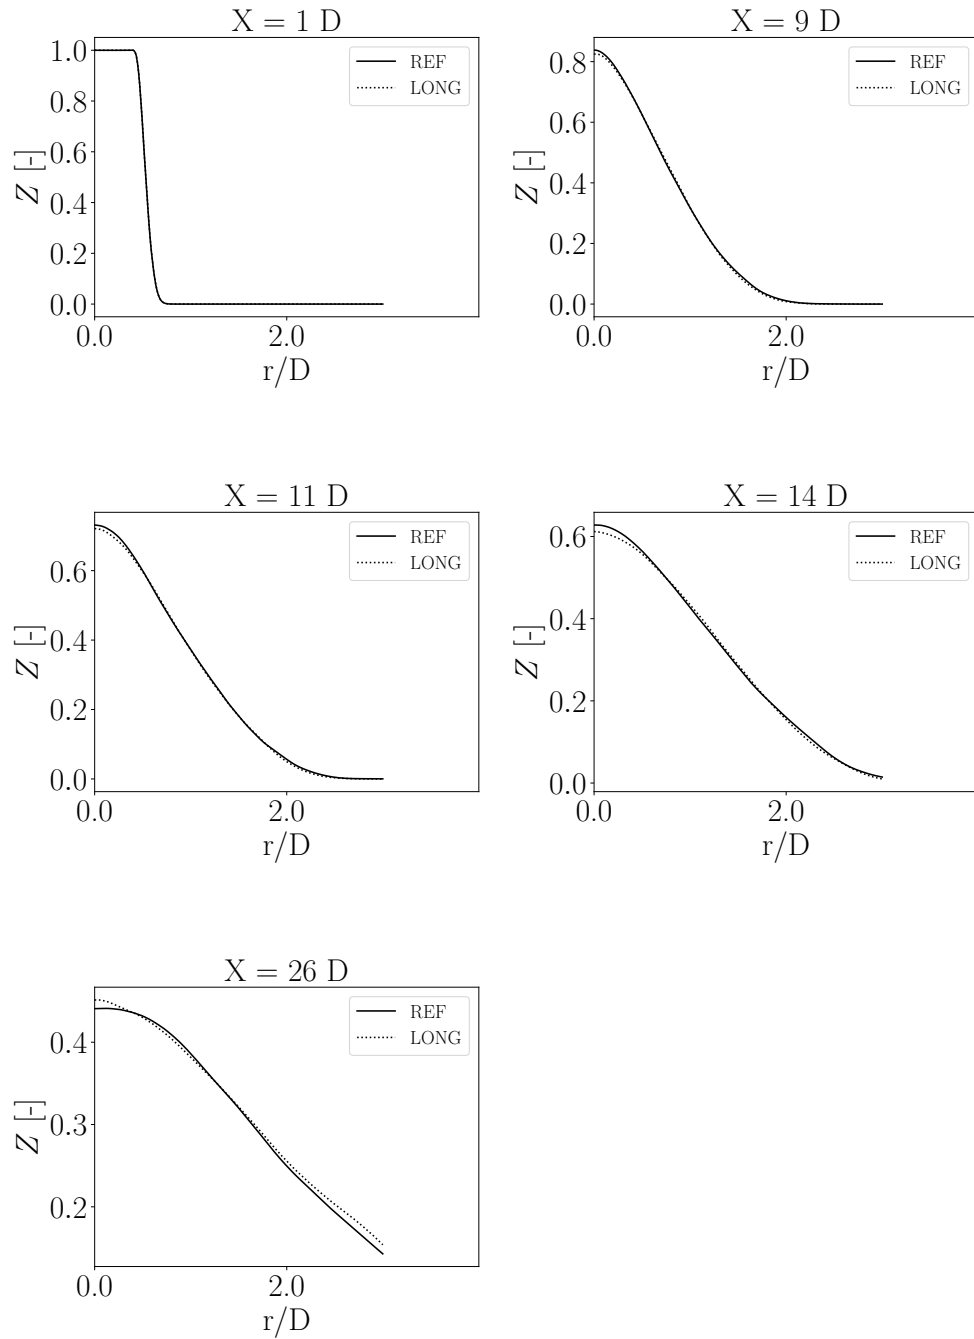 X = 1 D
Z [-]
1.0
0.8
0.6
0.4
0.2
0.0
REF
LONG
0.0 2.0
r/D
X = 9 D
Z [-]
0.8
0.6
0.4
0.2
0.0
REF
LONG
0.0 2.0
r/D
X = 11 D
Z [-]
0.6
0.4
0.2
0.0
REF
LONG
0.0 2.0
r/D
X = 14 D
Z [-]
0.6
0.4
0.2
0.0
REF
LONG
0.0 2.0
r/D
X = 26 D
Z [-]
0.4
0.3
0.2
REF
LONG
0.0 2.0
r/D